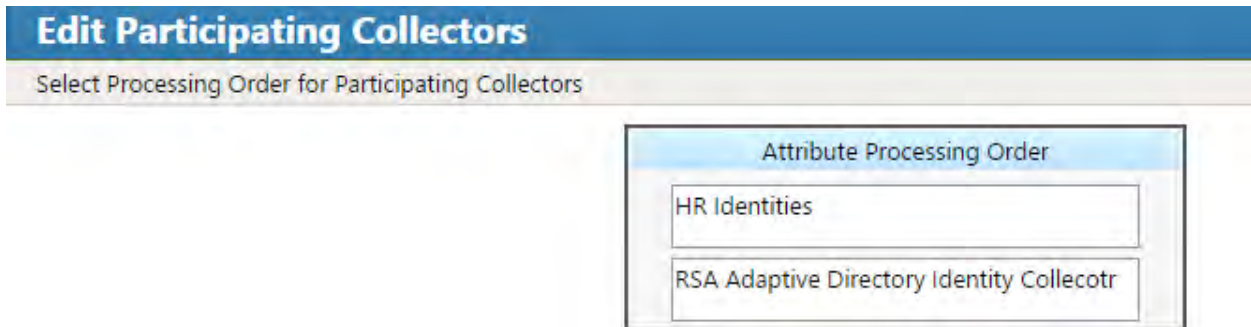 Edit Participating Collectors
Select Processing Order for Participating Collectors
Attribute Processing Order
HR Identities
RSA Adaptive Directory Identity Collecotr